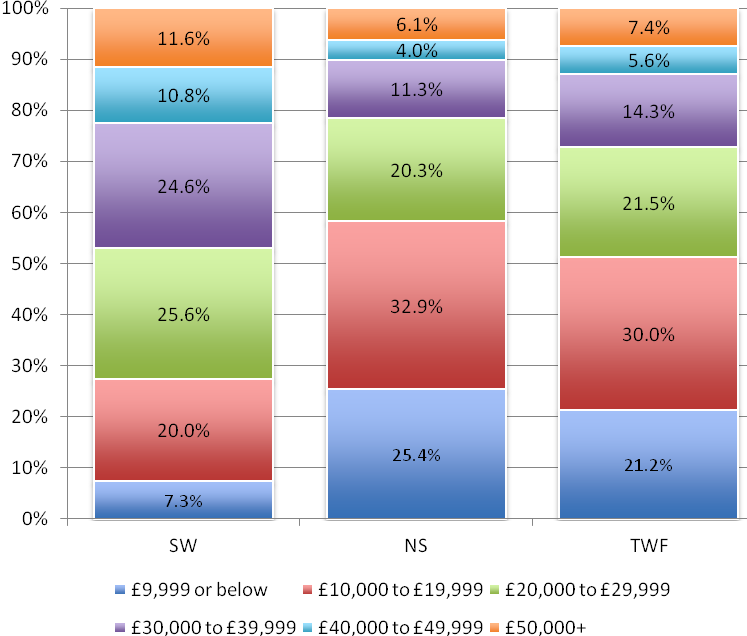 100%
11.6% 6.1% 7.4%
90%
10.8% 4.0% 5.6%
80%
11.3% 14.3%
70%
24.6% 20.3% 21.5%
60%
50%
40%
25.6% 32.9% 30.0%
30%
20%
20.0% 25.4% 21.2%
10%
7.3%
0%
SW NS TWF
£9,999 or below £10,000 to £19,999 £20,000 to £29,999
£30,000 to £39,999 £40,000 to £49,999 £50,000+